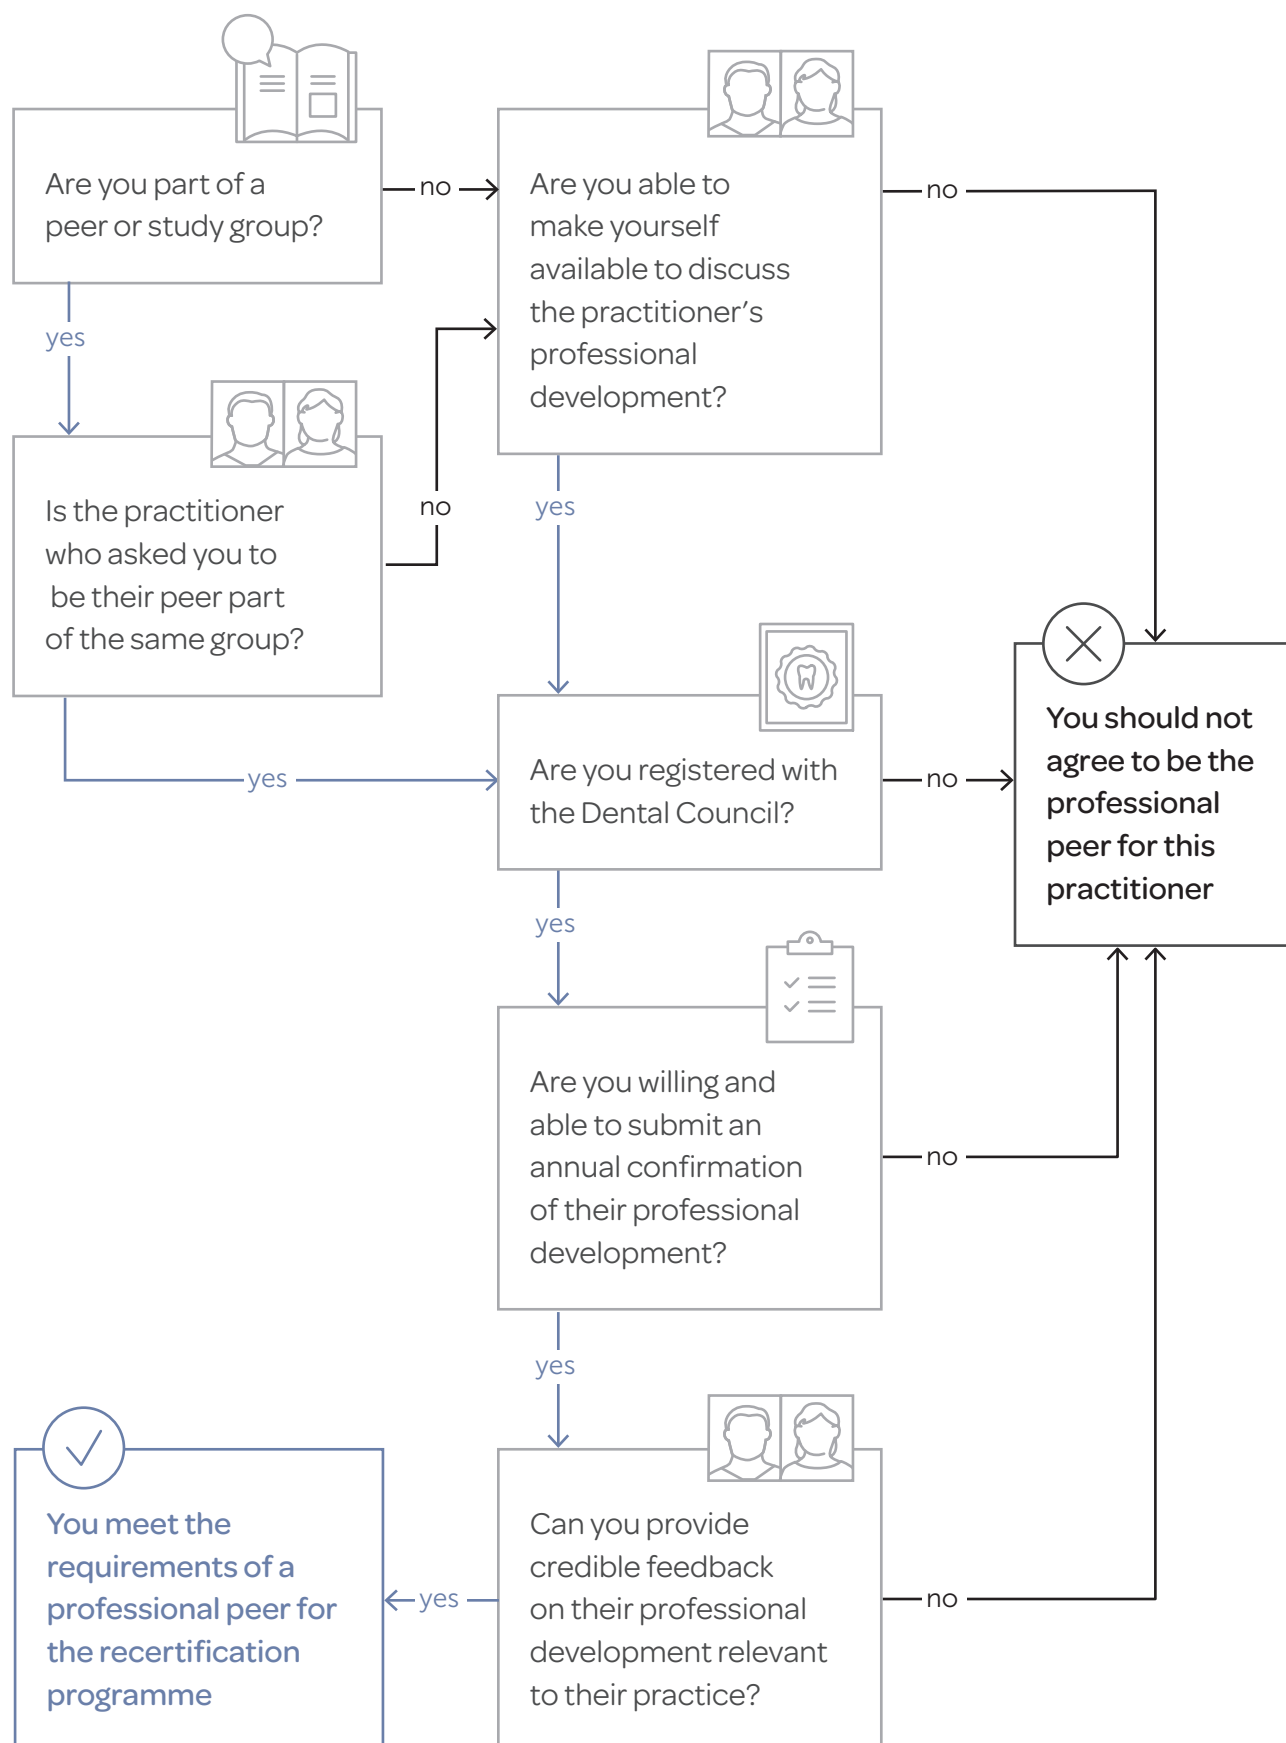 Are you part of a
peer or study group?
no
Are you able to
make yourself
available to discuss
the practitioner's
professional
development?
no
yes
Is the practitioner
who asked you to
be their peer part
of the same group?
no
yes
yes
Are you registered with
the Dental Council?
no
You should not
agree to be the
professional
peer for this
practitioner
yes
Are you willing and
able to submit an
annual confirmation
of their professional
development?
no
yes
Can you provide
credible feedback
on their professional
development relevant
to their practice?
no
yes
You meet the
requirements of a
professional peer for
the recertification
programme